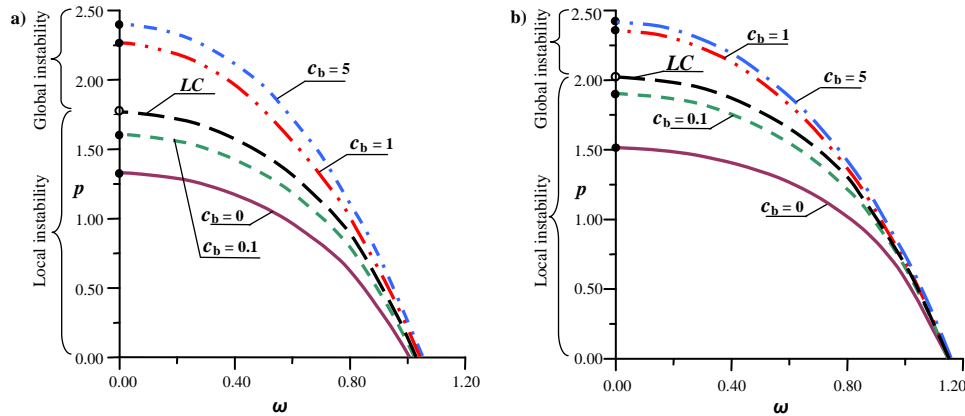 a)
Global instability
Local instability
p
2.50
2.00
1.50
1.00
0.50
0.00
0.00
0.40
0.80
1.20
ω
LC
c_b = 5
c_b = 1
c_b = 0
c_b = 0.1
b)
Global instability
Local instability
p
2.50
2.00
1.50
1.00
0.50
0.00
0.00
0.40
0.80
1.20
ω
LC
c_b = 1
c_b = 5
c_b = 0.1
c_b = 0